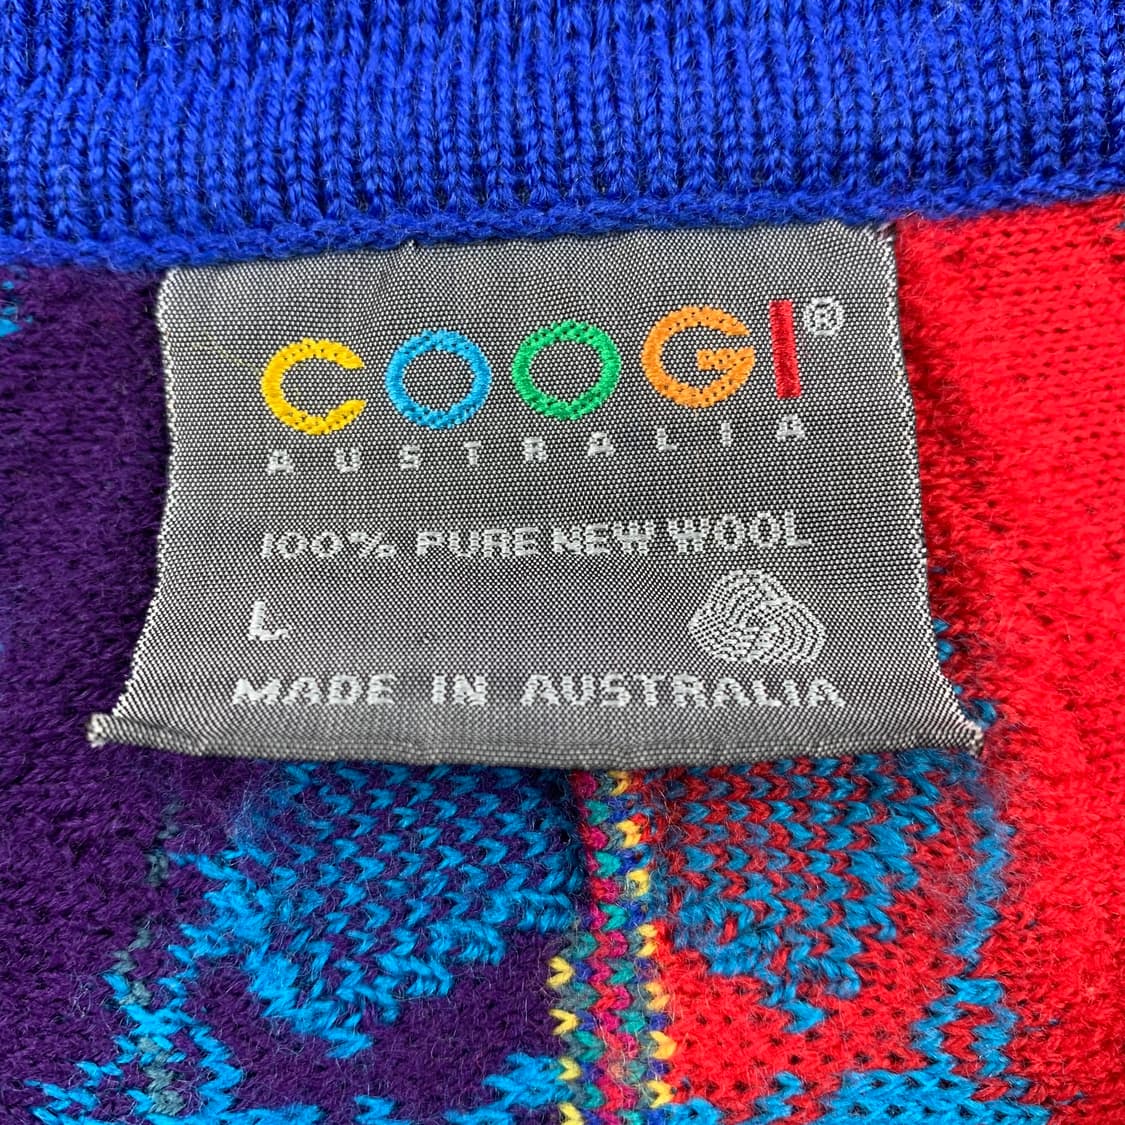 COOGI®
AUSTRALIA
100% PURE NEW WOOL
L
MADE IN AUSTRALIA